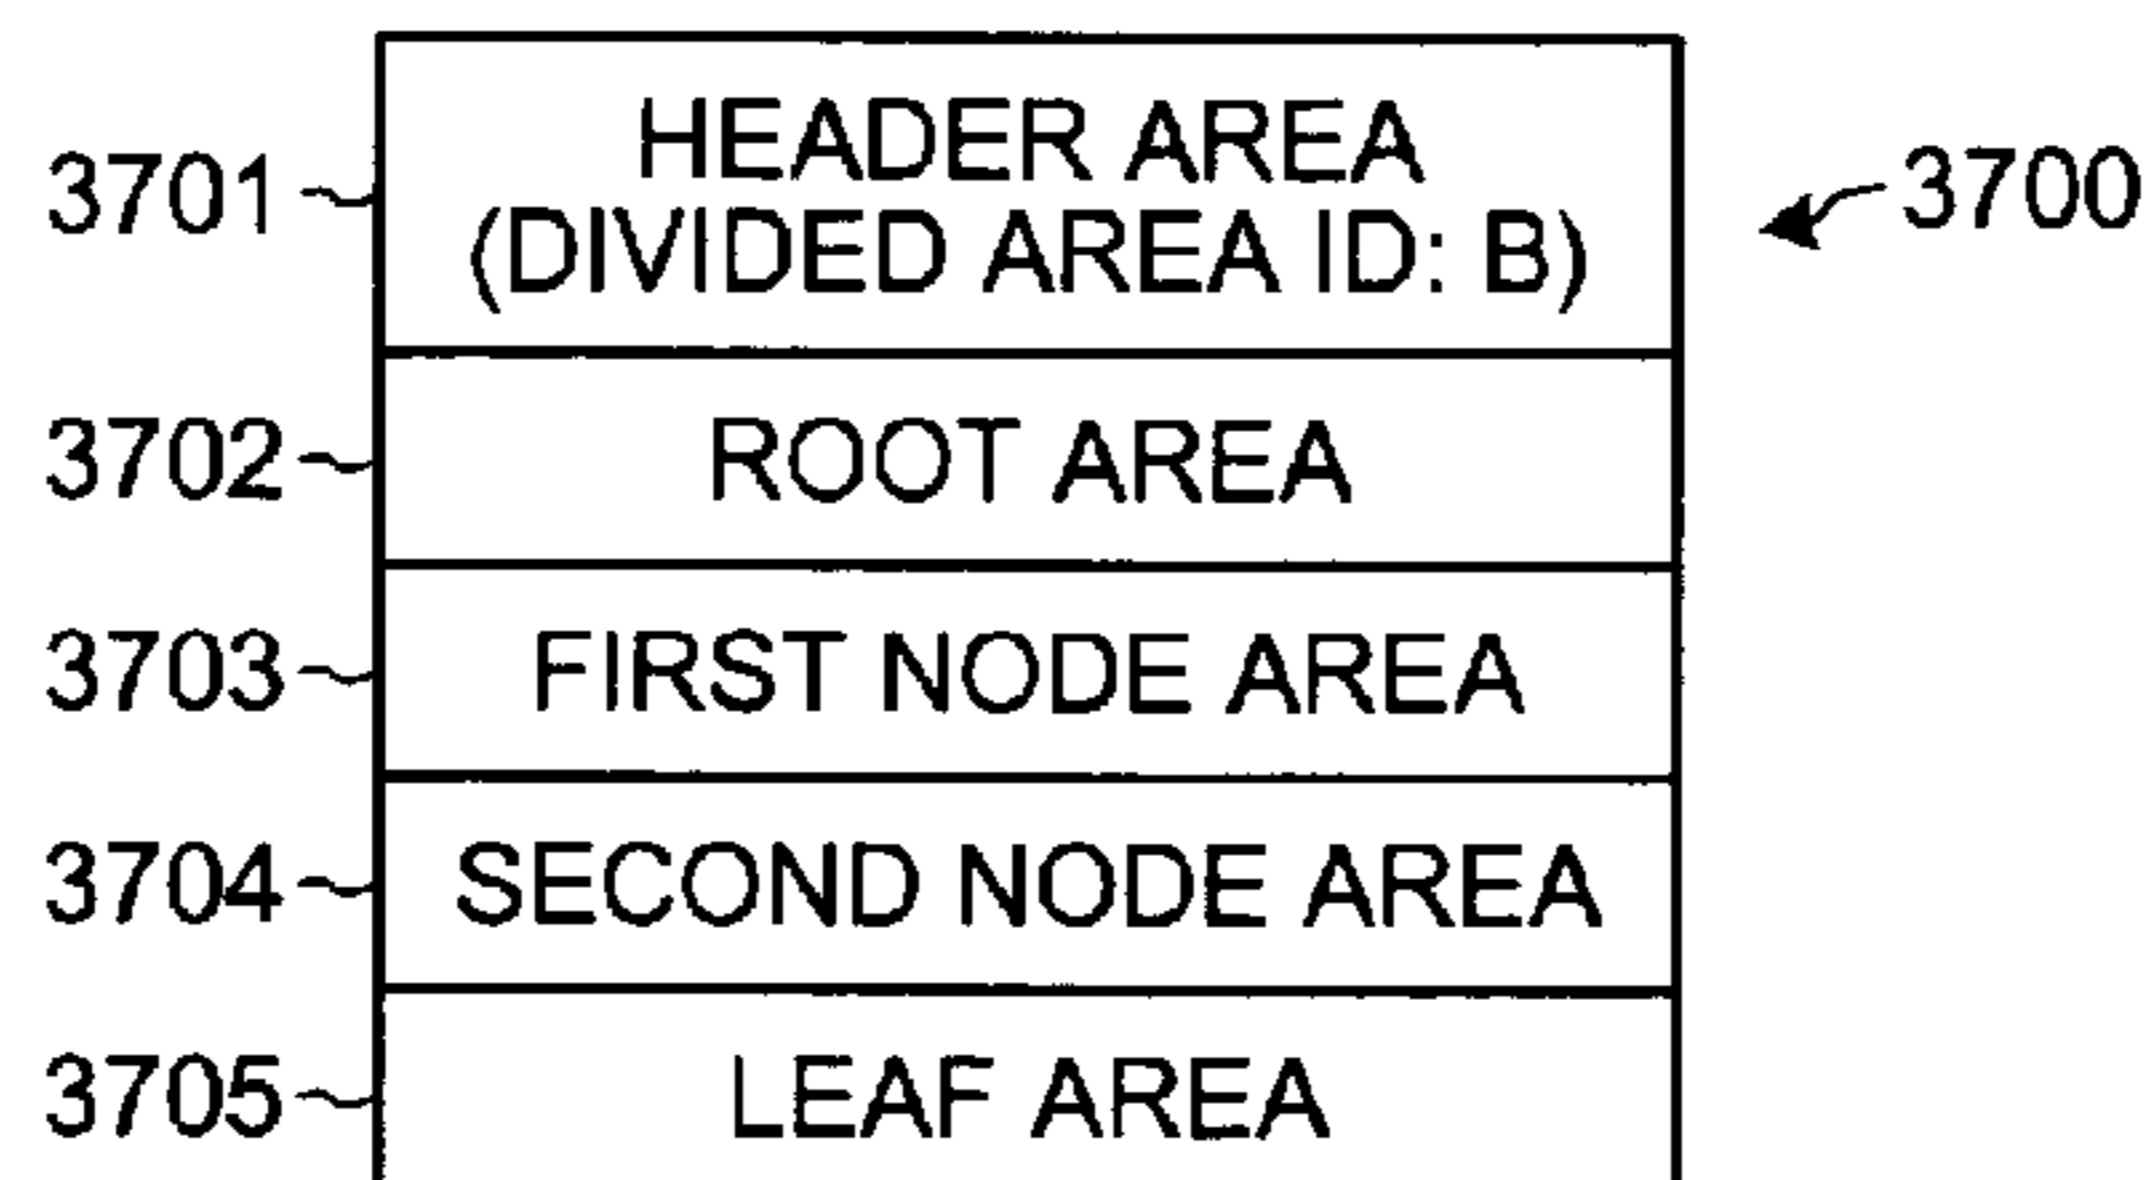 3701 HEADER AREA
(DIVIDED AREA ID: B)
3700
3702 ROOT AREA
3703 FIRST NODE AREA
3704 SECOND NODE AREA
3705 LEAF AREA